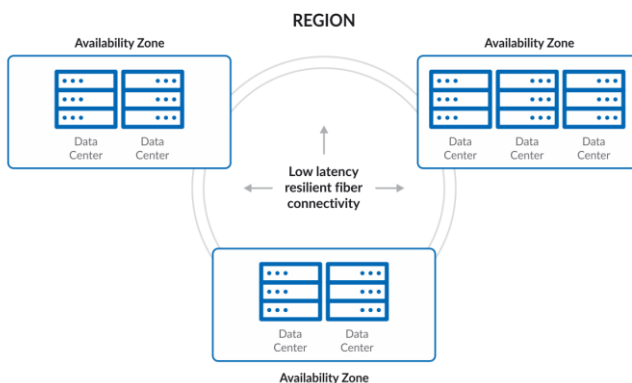 REGION
Availability Zone
Data
Center
Data
Center
Availability Zone
Data
Center
Data
Center
Data
Center
Low latency
resilient fiber
connectivity
Data
Center
Data
Center
Availability Zone